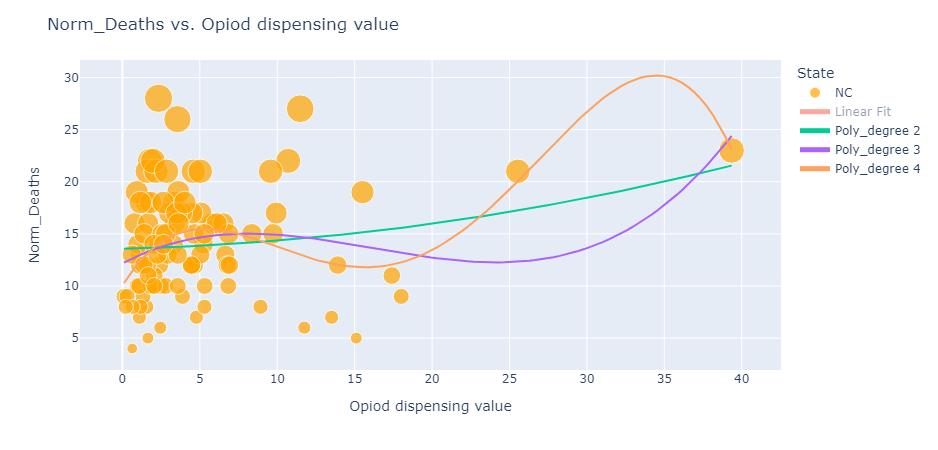 Norm_Deaths vs. Opiod dispensing value
State
NC
Linear Fit
Poly_degree 2
Poly_degree 3
Poly_degree 4
Norm_Deaths
30
25
20
15
10
5
0 5 10 15 20 25 30 35 40
Opiod dispensing value